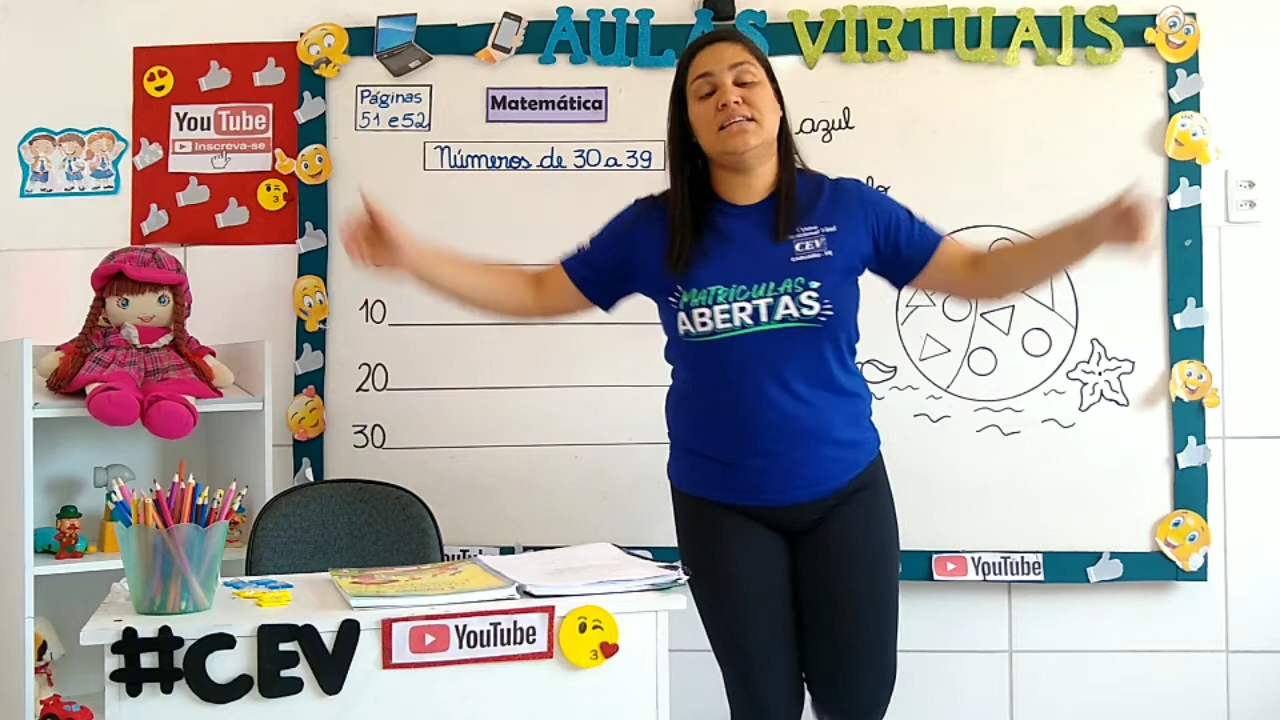 AULAS VIRTUAIS
Páginas
51 e 52
Matemática
Números de 30 a 39
azul
YouTube
Inscreva-se
10
20
30
CEV
MATRÍCULAS
ABERTAS
YouTube
#CEV
YouTube